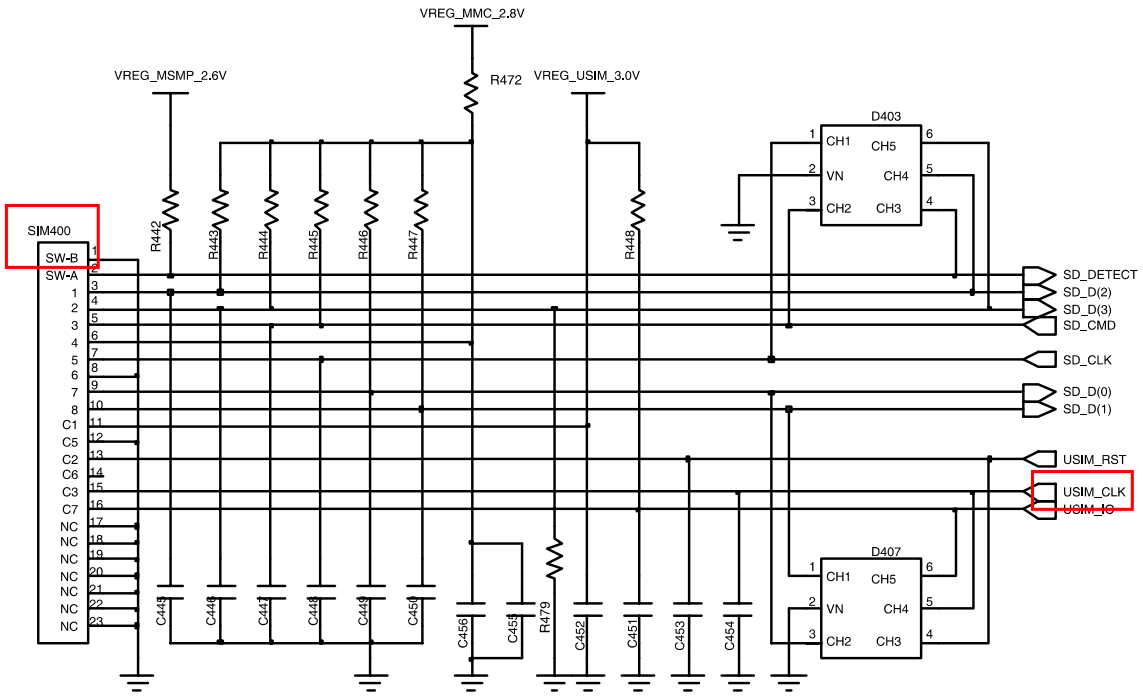 VREG_MMC_2.8V
VREG_MSMP_2.6V
R472
VREG_USIM_3.0V
D403
1 CH1 CH5 6
2 VN CH4 5
3 CH2 CH3 4
R442
R443
R444
R445
R446
R447
R448
SIM400
SW-B 1
SW-A 2 SD_DETECT
1 3 SD_D(2)
2 4 SD_D(3)
3 5 SD_CMD
4 6
5 7 SD_CLK
6 8
7 9 SD_D(0)
8 10 SD_D(1)
C1 11
C5 12
C2 13 USIM_RST
C6 14
C3 15 USIM_CLK
C7 16 USIM_IO
NC 17
NC 18
NC 19
NC 20
NC 21
NC 22
NC 23
D407
1 CH1 CH5 6
2 VN CH4 5
3 CH2 CH3 4
C445
C446
C447
C448
C449
C450
C456
C455
R479
C452
C451
C453
C454